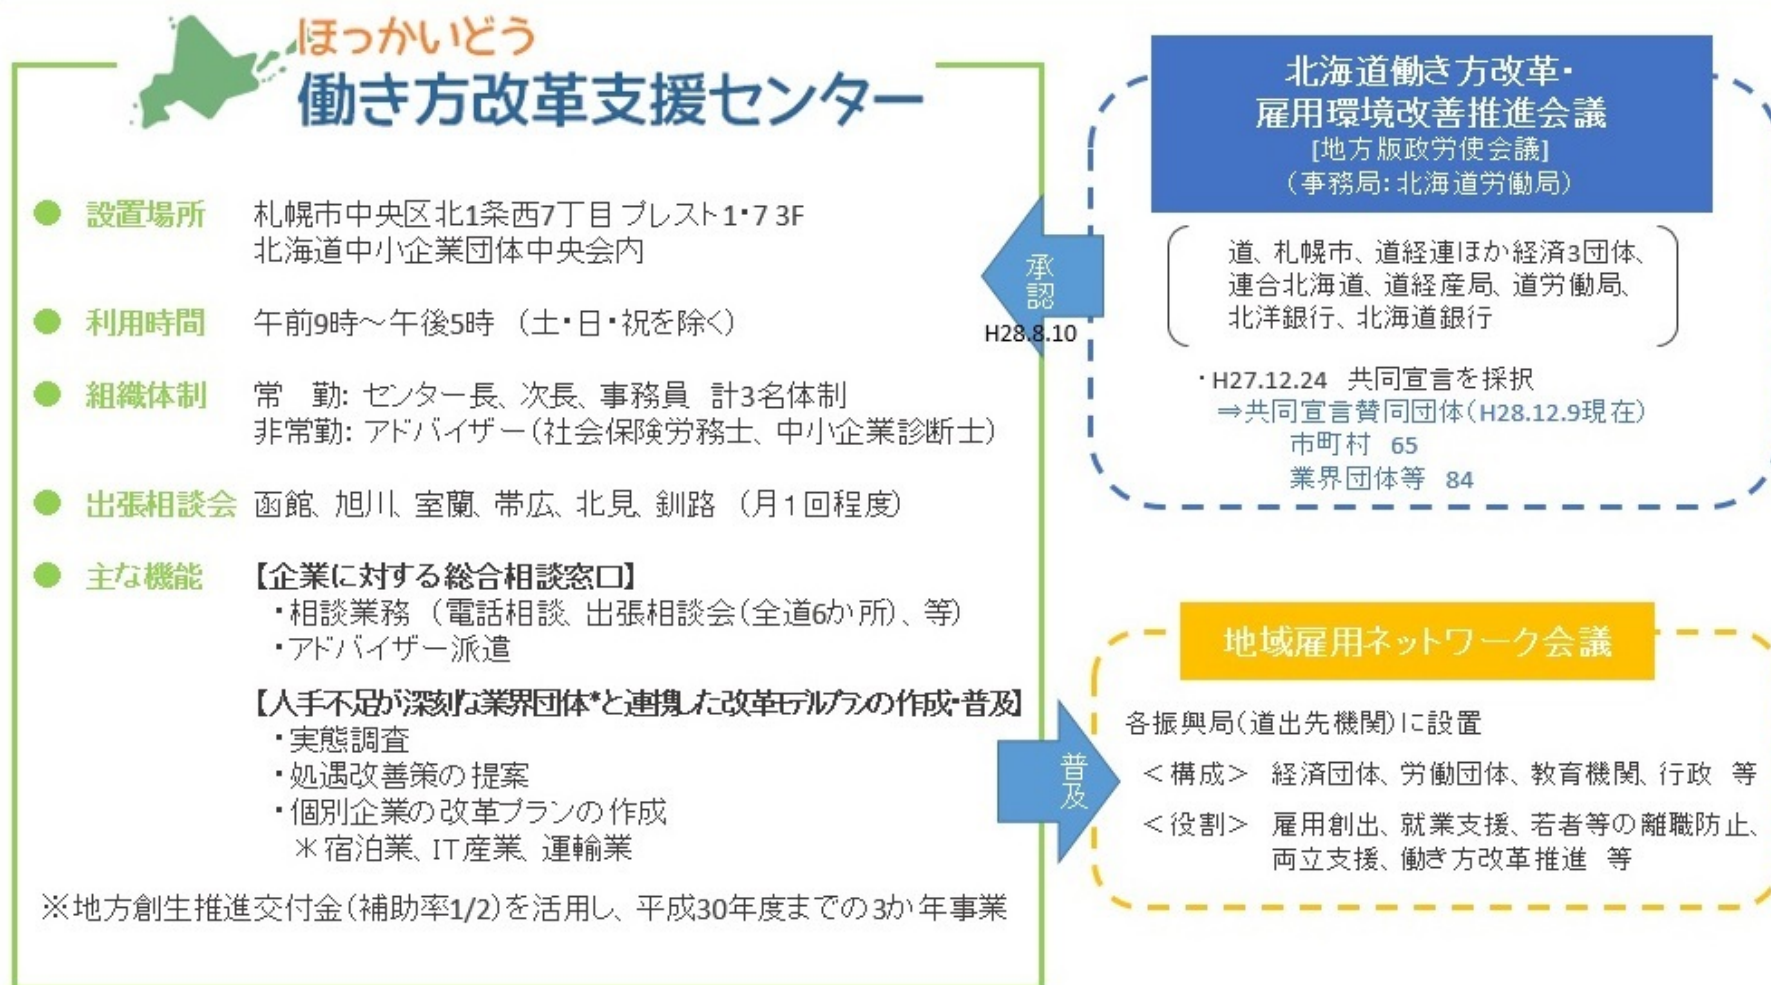 ほっかいどう
働き方改革支援センター
● 設置場所 札幌市中央区北1条西7丁目 プレスト1・7 3F
北海道中小企業団体中央会内
● 利用時間 午前9時～午後5時 (土・日・祝を除く)
● 組織体制 常 勤: センター長、次長、事務員 計3名体制
非常勤: アドバイザー(社会保険労務士、中小企業診断士)
● 出張相談会 函館、旭川、室蘭、帯広、北見、釧路 (月1回程度)
● 主な機能 【企業に対する総合相談窓口】
・相談業務 (電話相談、出張相談会(全道6か所)、等)
・アドバイザー派遣
【人手不足が深刻な業界団体*と連携した改革モデルプランの作成・普及】
・実態調査
・処遇改善策の提案
・個別企業の改革プランの作成
＊宿泊業、IT産業、運輸業
※地方創生推進交付金(補助率1/2)を活用し、平成30年度までの3か年事業
承認
H28.8.10
北海道働き方改革・
雇用環境改善推進会議
[地方版政労使会議]
(事務局:北海道労働局)
道、札幌市、道経連ほか経済3団体、
連合北海道、道経産局、道労働局、
北洋銀行、北海道銀行
・H27.12.24 共同宣言を採択
⇒共同宣言賛同団体(H28.12.9現在)
市町村 65
業界団体等 84
普及
地域雇用ネットワーク会議
各振興局(道出先機関)に設置
＜構成＞ 経済団体、労働団体、教育機関、行政 等
＜役割＞ 雇用創出、就業支援、若者等の離職防止、
両立支援、働き方改革推進 等